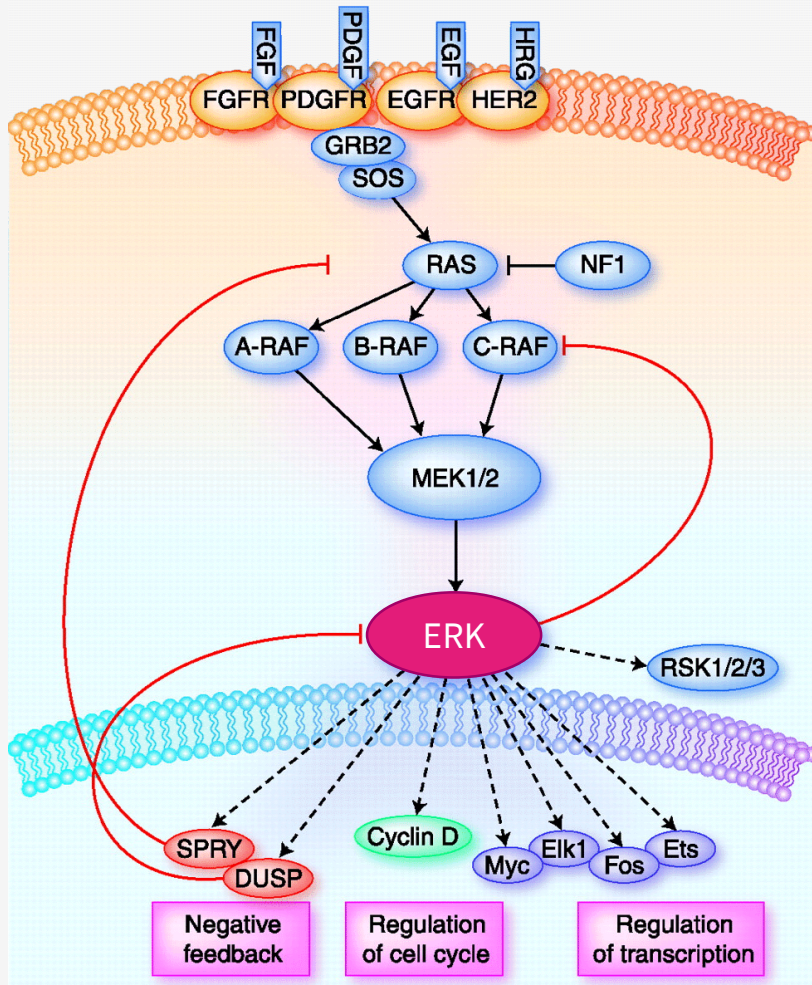 FGF
PDGF
EGF
HRG
FGFR
PDGFR
EGFR
HER2
GRB2
SOS
RAS
NF1
A-RAF
B-RAF
C-RAF
MEK1/2
ERK
RSK1/2/3
SPRY
DUSP
Cyclin D
Myc
Elk1
Fos
Ets
Negative
feedback
Regulation
of cell cycle
Regulation
of transcription